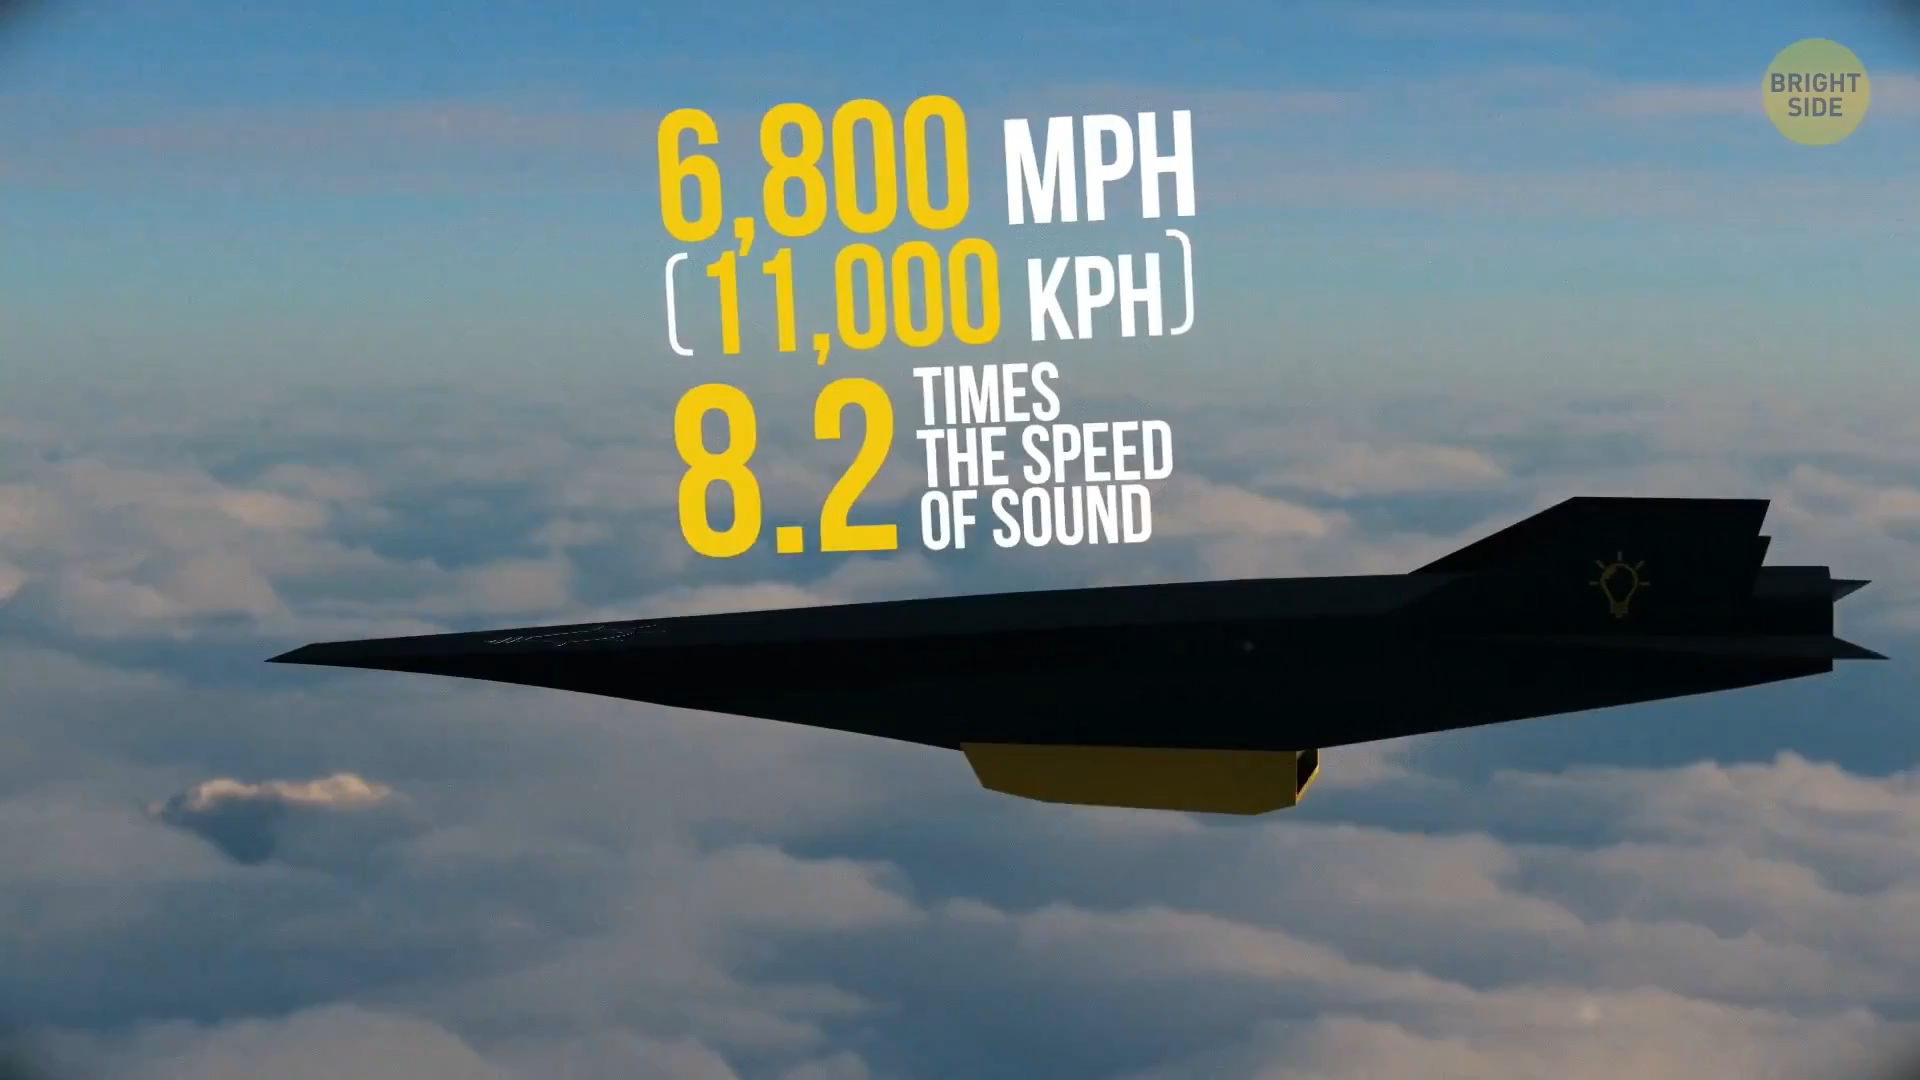 BRIGHT
SIDE
6,800 MPH
(11,000 KPH)
8.2 TIMES
THE SPEED
OF SOUND